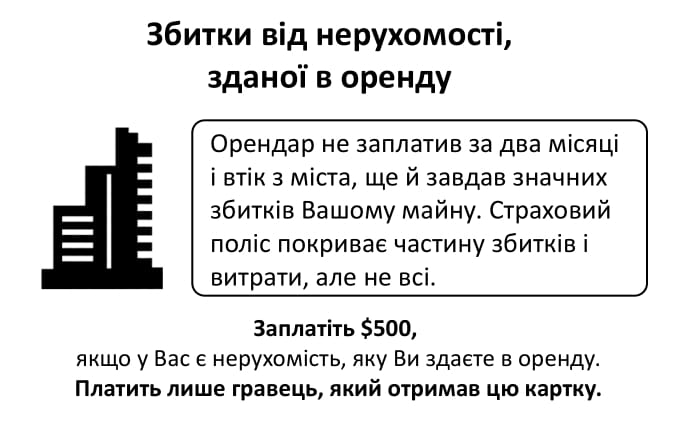 Збитки від нерухомості,
зданої в оренду
Орендар не заплатив за два місяці
і втік з міста, ще й завдав значних
збитків Вашому майну. Страховий
поліс покриває частину збитків і
витрати, але не всі.
Заплатіть $500,
якщо у Вас є нерухомість, яку Ви здаєте в оренду.
Платить лише гравець, який отримав цю картку.